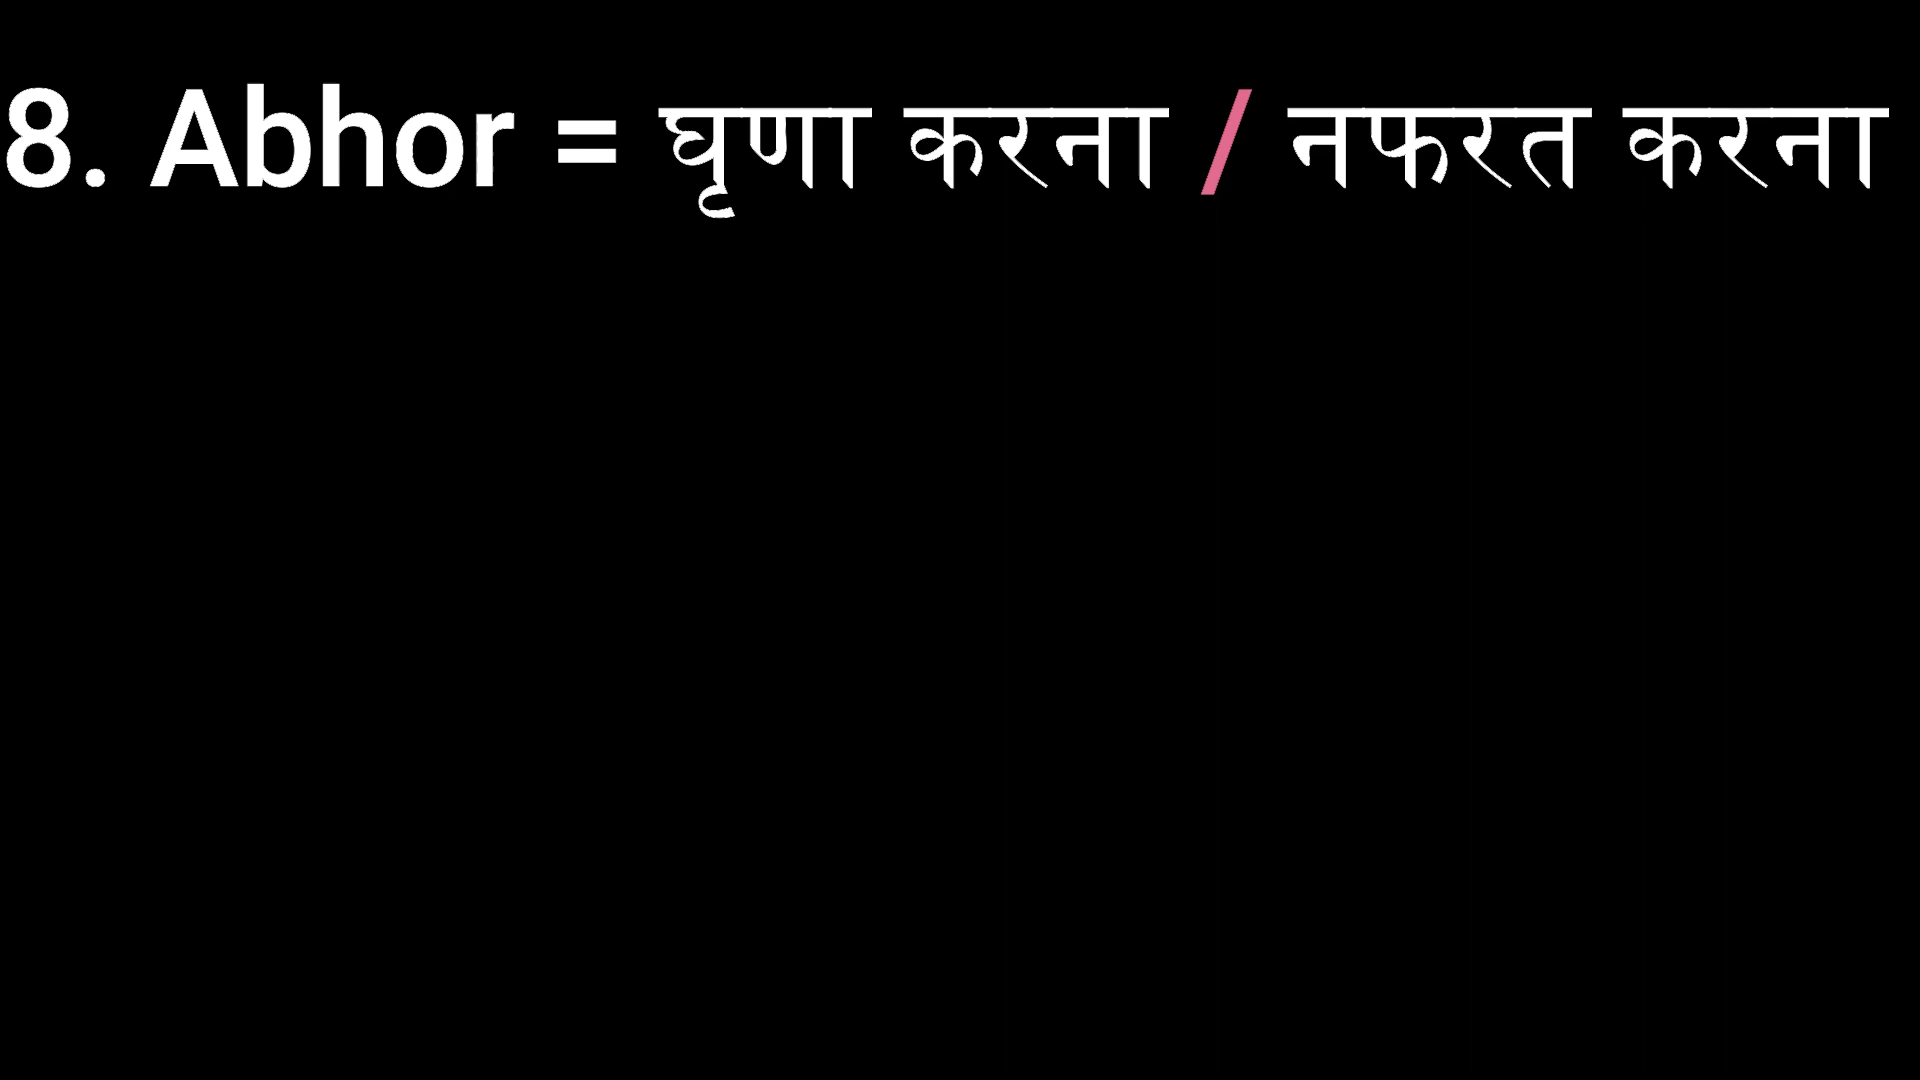 8. Abhor = घृणा करना / नफरत करना